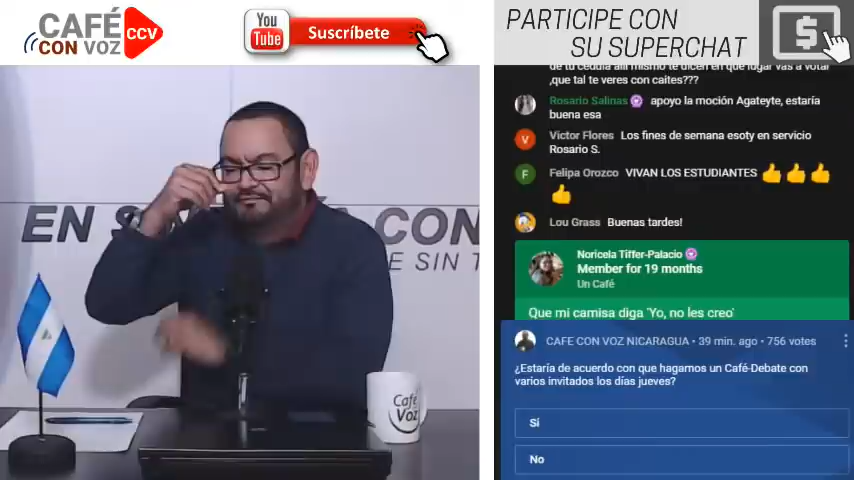 CAFÉ
CON VOZ
CCV
You
Tube
Suscríbete
PARTICIPE CON
SU SUPERCHAT
$
EN S
CON
E SIN T
Café
Voz
de tu cedula alli mismo te dicen en que lugar vas a votar
,que tal te veres con caites???
Rosario Salinas apoyo la moción Agateyte, estaría
buena esa
V
Victor Flores Los fines de semana esoty en servicio
Rosario S.
F
Felipa Orozco VIVAN LOS ESTUDIANTES
Lou Grass Buenas tardes!
Noricela Tiffer-Palacio
Member for 19 months
Un Café
Que mi camisa diga 'Yo, no les creo'
CAFE CON VOZ NICARAGUA • 39 min. ago • 756 votes
¿Estaría de acuerdo con que hagamos un Café-Debate con
varios invitados los días jueves?
Sí
No